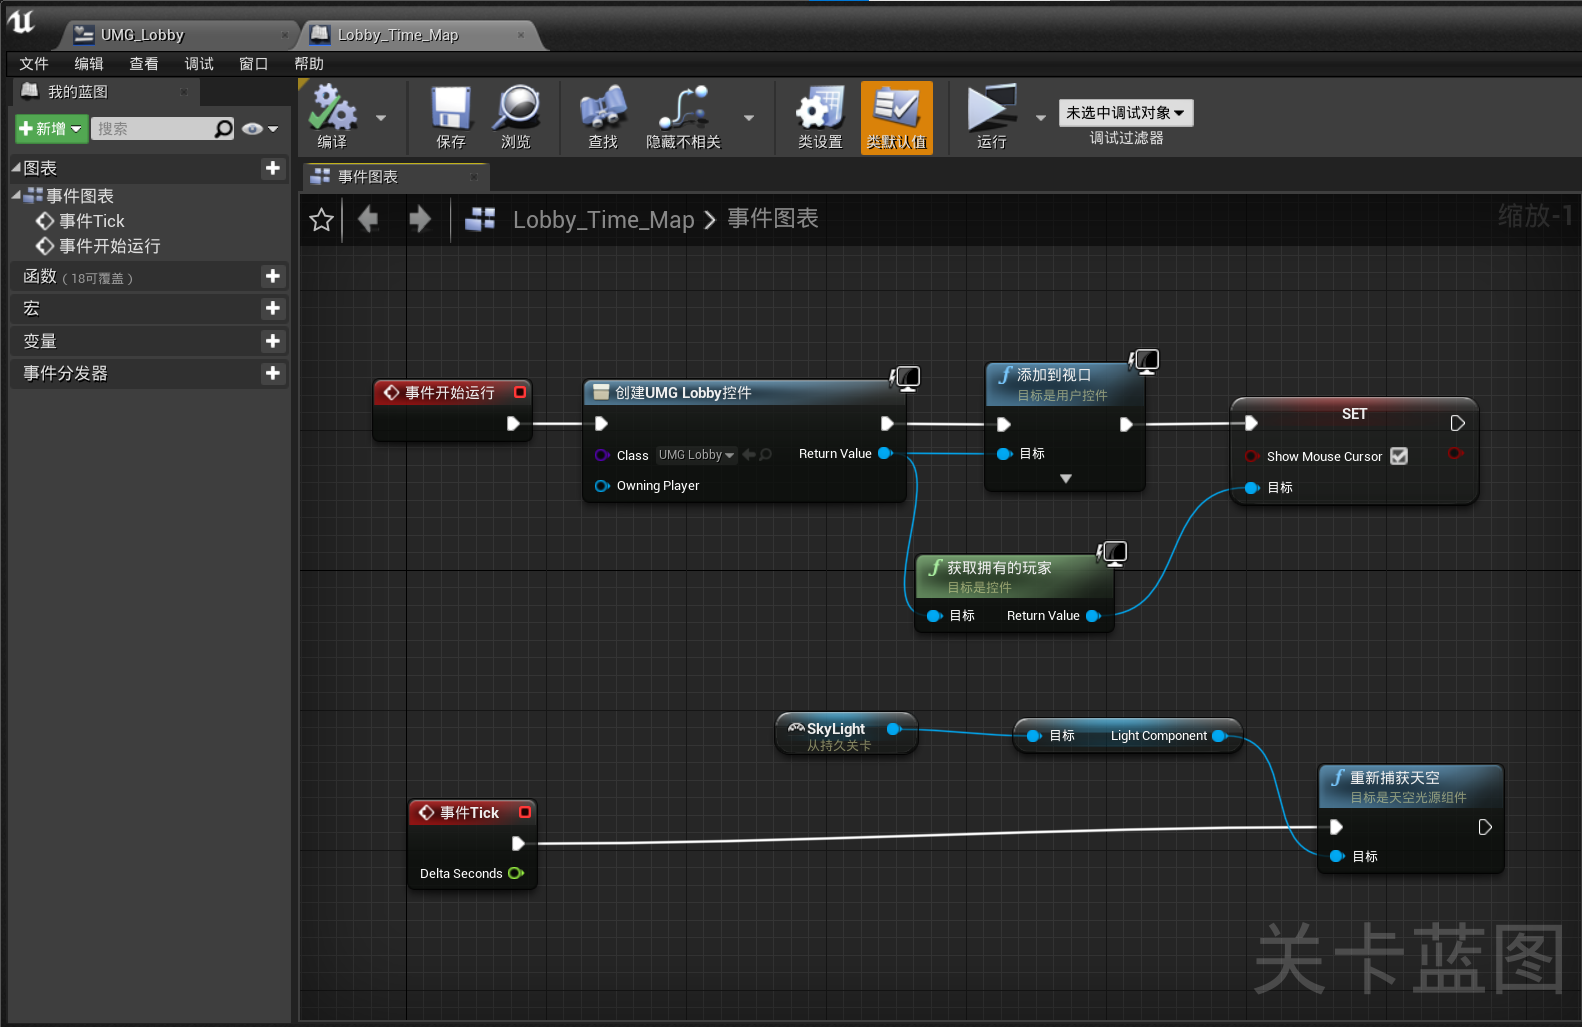 UMG_Lobby
Lobby_Time_Map
文件 编辑 查看 调试 窗口 帮助
我的蓝图
新增 搜索
图表
事件图表
事件Tick
事件开始运行
函数 (18可覆盖)
宏
变量
事件分发器
编译 保存 浏览 查找 隐藏不相关 类设置 类默认值 运行
未选中调试对象
调试过滤器
事件图表
Lobby_Time_Map 事件图表
缩放-1
事件开始运行
创建UMG Lobby控件
Class UMG Lobby
Return Value
Owning Player
添加到视口
目标是用户控件
目标
SET
Show Mouse Cursor
目标
获取拥有的玩家
目标是控件
目标 Return Value
SkyLight
从持久关卡
目标 Light Component
重新捕获天空
目标是天空光源组件
目标
事件Tick
Delta Seconds
关卡蓝图